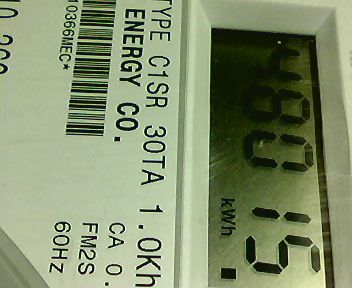 48015
kWh
TYPE C1SR 30TA 1.0Kh
ENERGY CO. CA 0.
FM2S
10366MEC* 60Hz